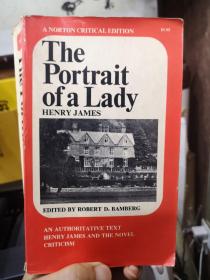 A NORTON CRITICAL EDITION
The
Portrait
of a Lady
HENRY JAMES
EDITED BY ROBERT D. BAMBERG
AN AUTHORITATIVE TEXT
HENRY JAMES AND THE NOVEL
CRITICISM